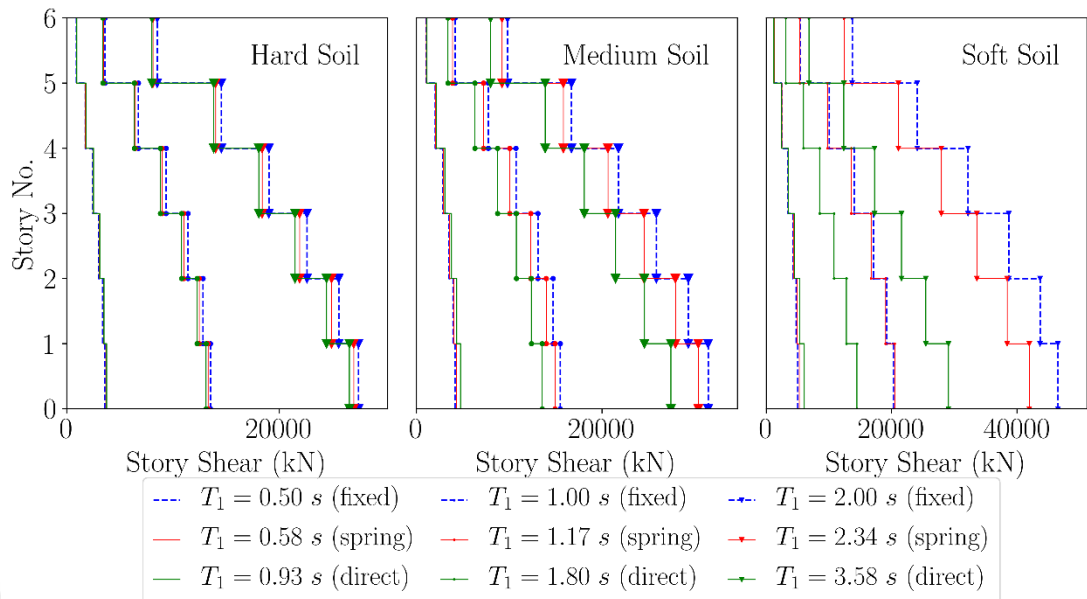 Hard Soil
Medium Soil
Soft Soil
Story No.
6
5
4
3
2
1
0
0 20000
0 20000
0 20000 40000
Story Shear (kN) Story Shear (kN) Story Shear (kN)
T₁ = 0.50 s (fixed) T₁ = 1.00 s (fixed) T₁ = 2.00 s (fixed)
T₁ = 0.58 s (spring) T₁ = 1.17 s (spring) T₁ = 2.34 s (spring)
T₁ = 0.93 s (direct) T₁ = 1.80 s (direct) T₁ = 3.58 s (direct)